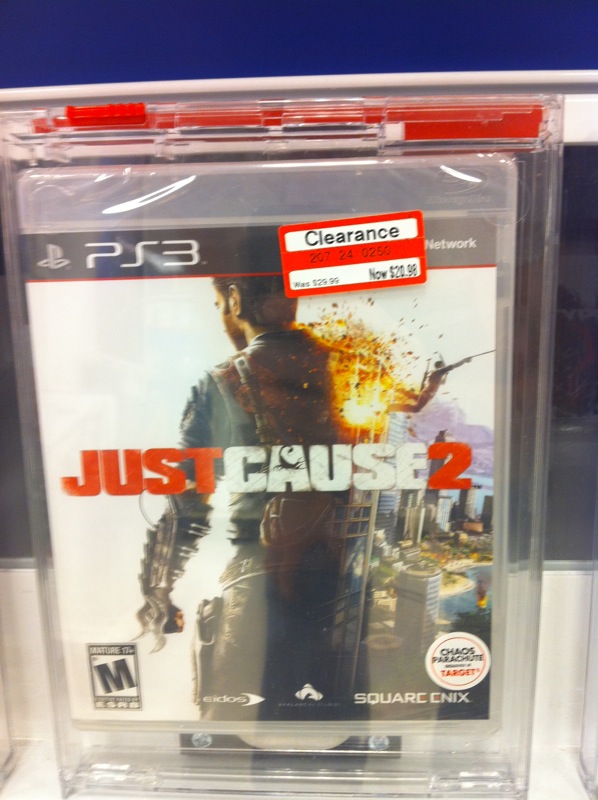 Clearance
207 24 0250
Was $29.99 Now $20.98
PS3
Network
JUST CAUSE 2
MATURE 17+
M
ESRB
eidos
SQUARE ENIX
CHAOS
PARACHUTE
TARGET